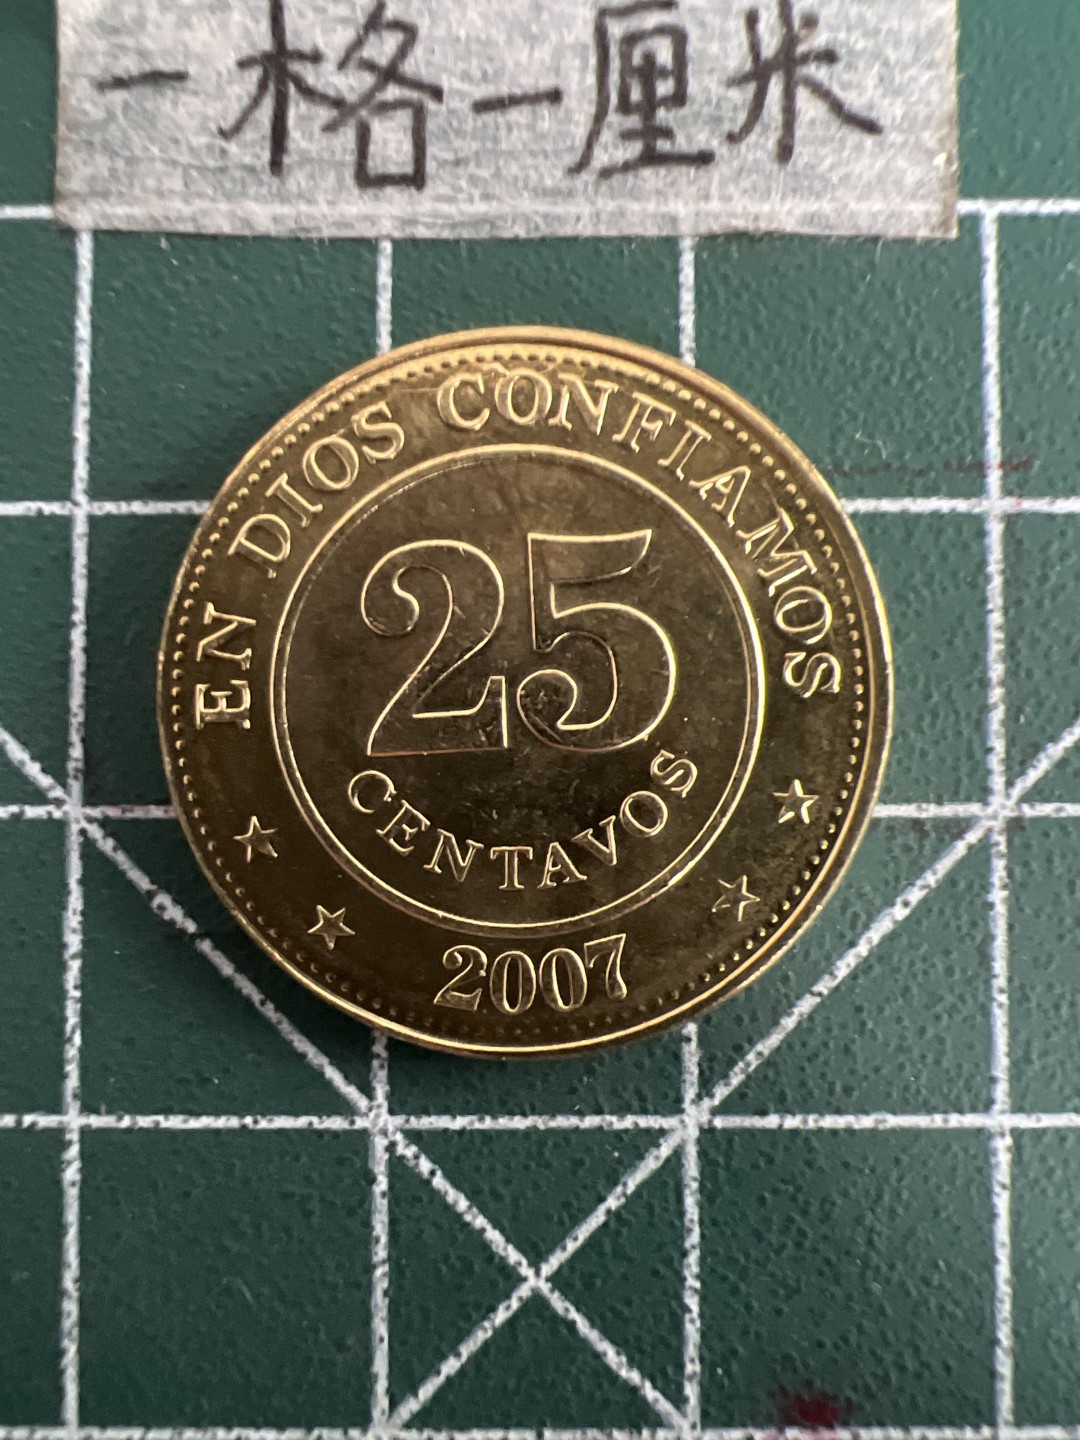 一格一厘米
EN DIOS CONFIAMOS
25
CENTAVOS
2007